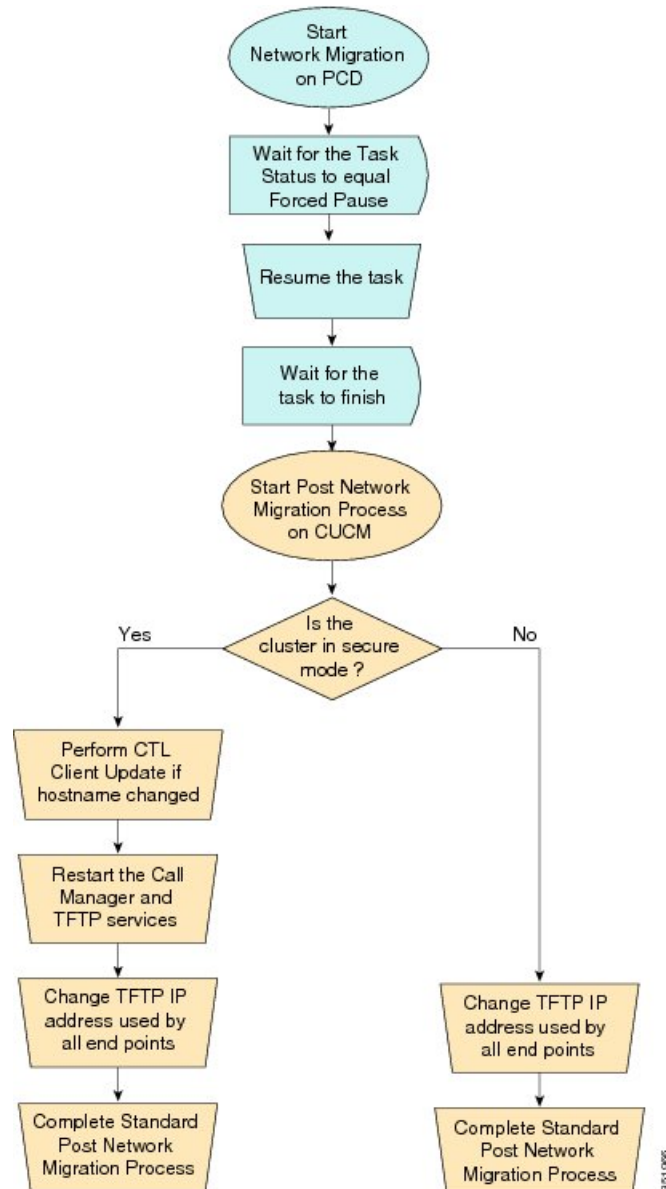 Start
Network Migration
on PCD
Wait for the Task
Status to equal
Forced Pause
Resume the task
Wait for the
task to finish
Start Post Network
Migration Process
on CUCM
Is the
cluster in secure
mode ?
Yes
No
Perform CTL
Client Update if
hostname changed
Restart the Call
Manager and
TFTP services
Change TFTP IP
address used by
all end points
Complete Standard
Post Network
Migration Process
Change TFTP IP
address used by
all end points
Complete Standard
Post Network
Migration Process